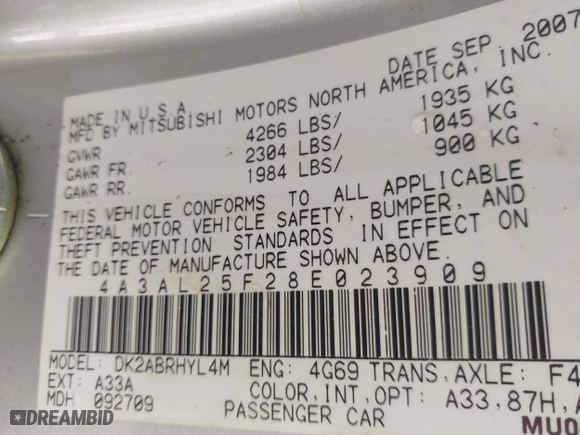 DATE SEP. 2007
MADE IN U.S.A.
MFD BY MITSUBISHI MOTORS NORTH AMERICA, INC.
GVWR 4266 LBS/ 1935 KG
GAWR FR. 2304 LBS/ 1045 KG
GAWR RR. 1984 LBS/ 900 KG
THIS VEHICLE CONFORMS TO ALL APPLICABLE
FEDERAL MOTOR VEHICLE SAFETY, BUMPER, AND
THEFT PREVENTION STANDARDS IN EFFECT ON
THE DATE OF MANUFACTURE SHOWN ABOVE.
4A3AL25F28E023909
MODEL: DK2ABRHYL4M ENG: 4G69 TRANS,AXLE: F4
EXT: A33A COLOR,INT,OPT: A33,87H,
MDH 092709 PASSENGER CAR
MU0
DREAMBID